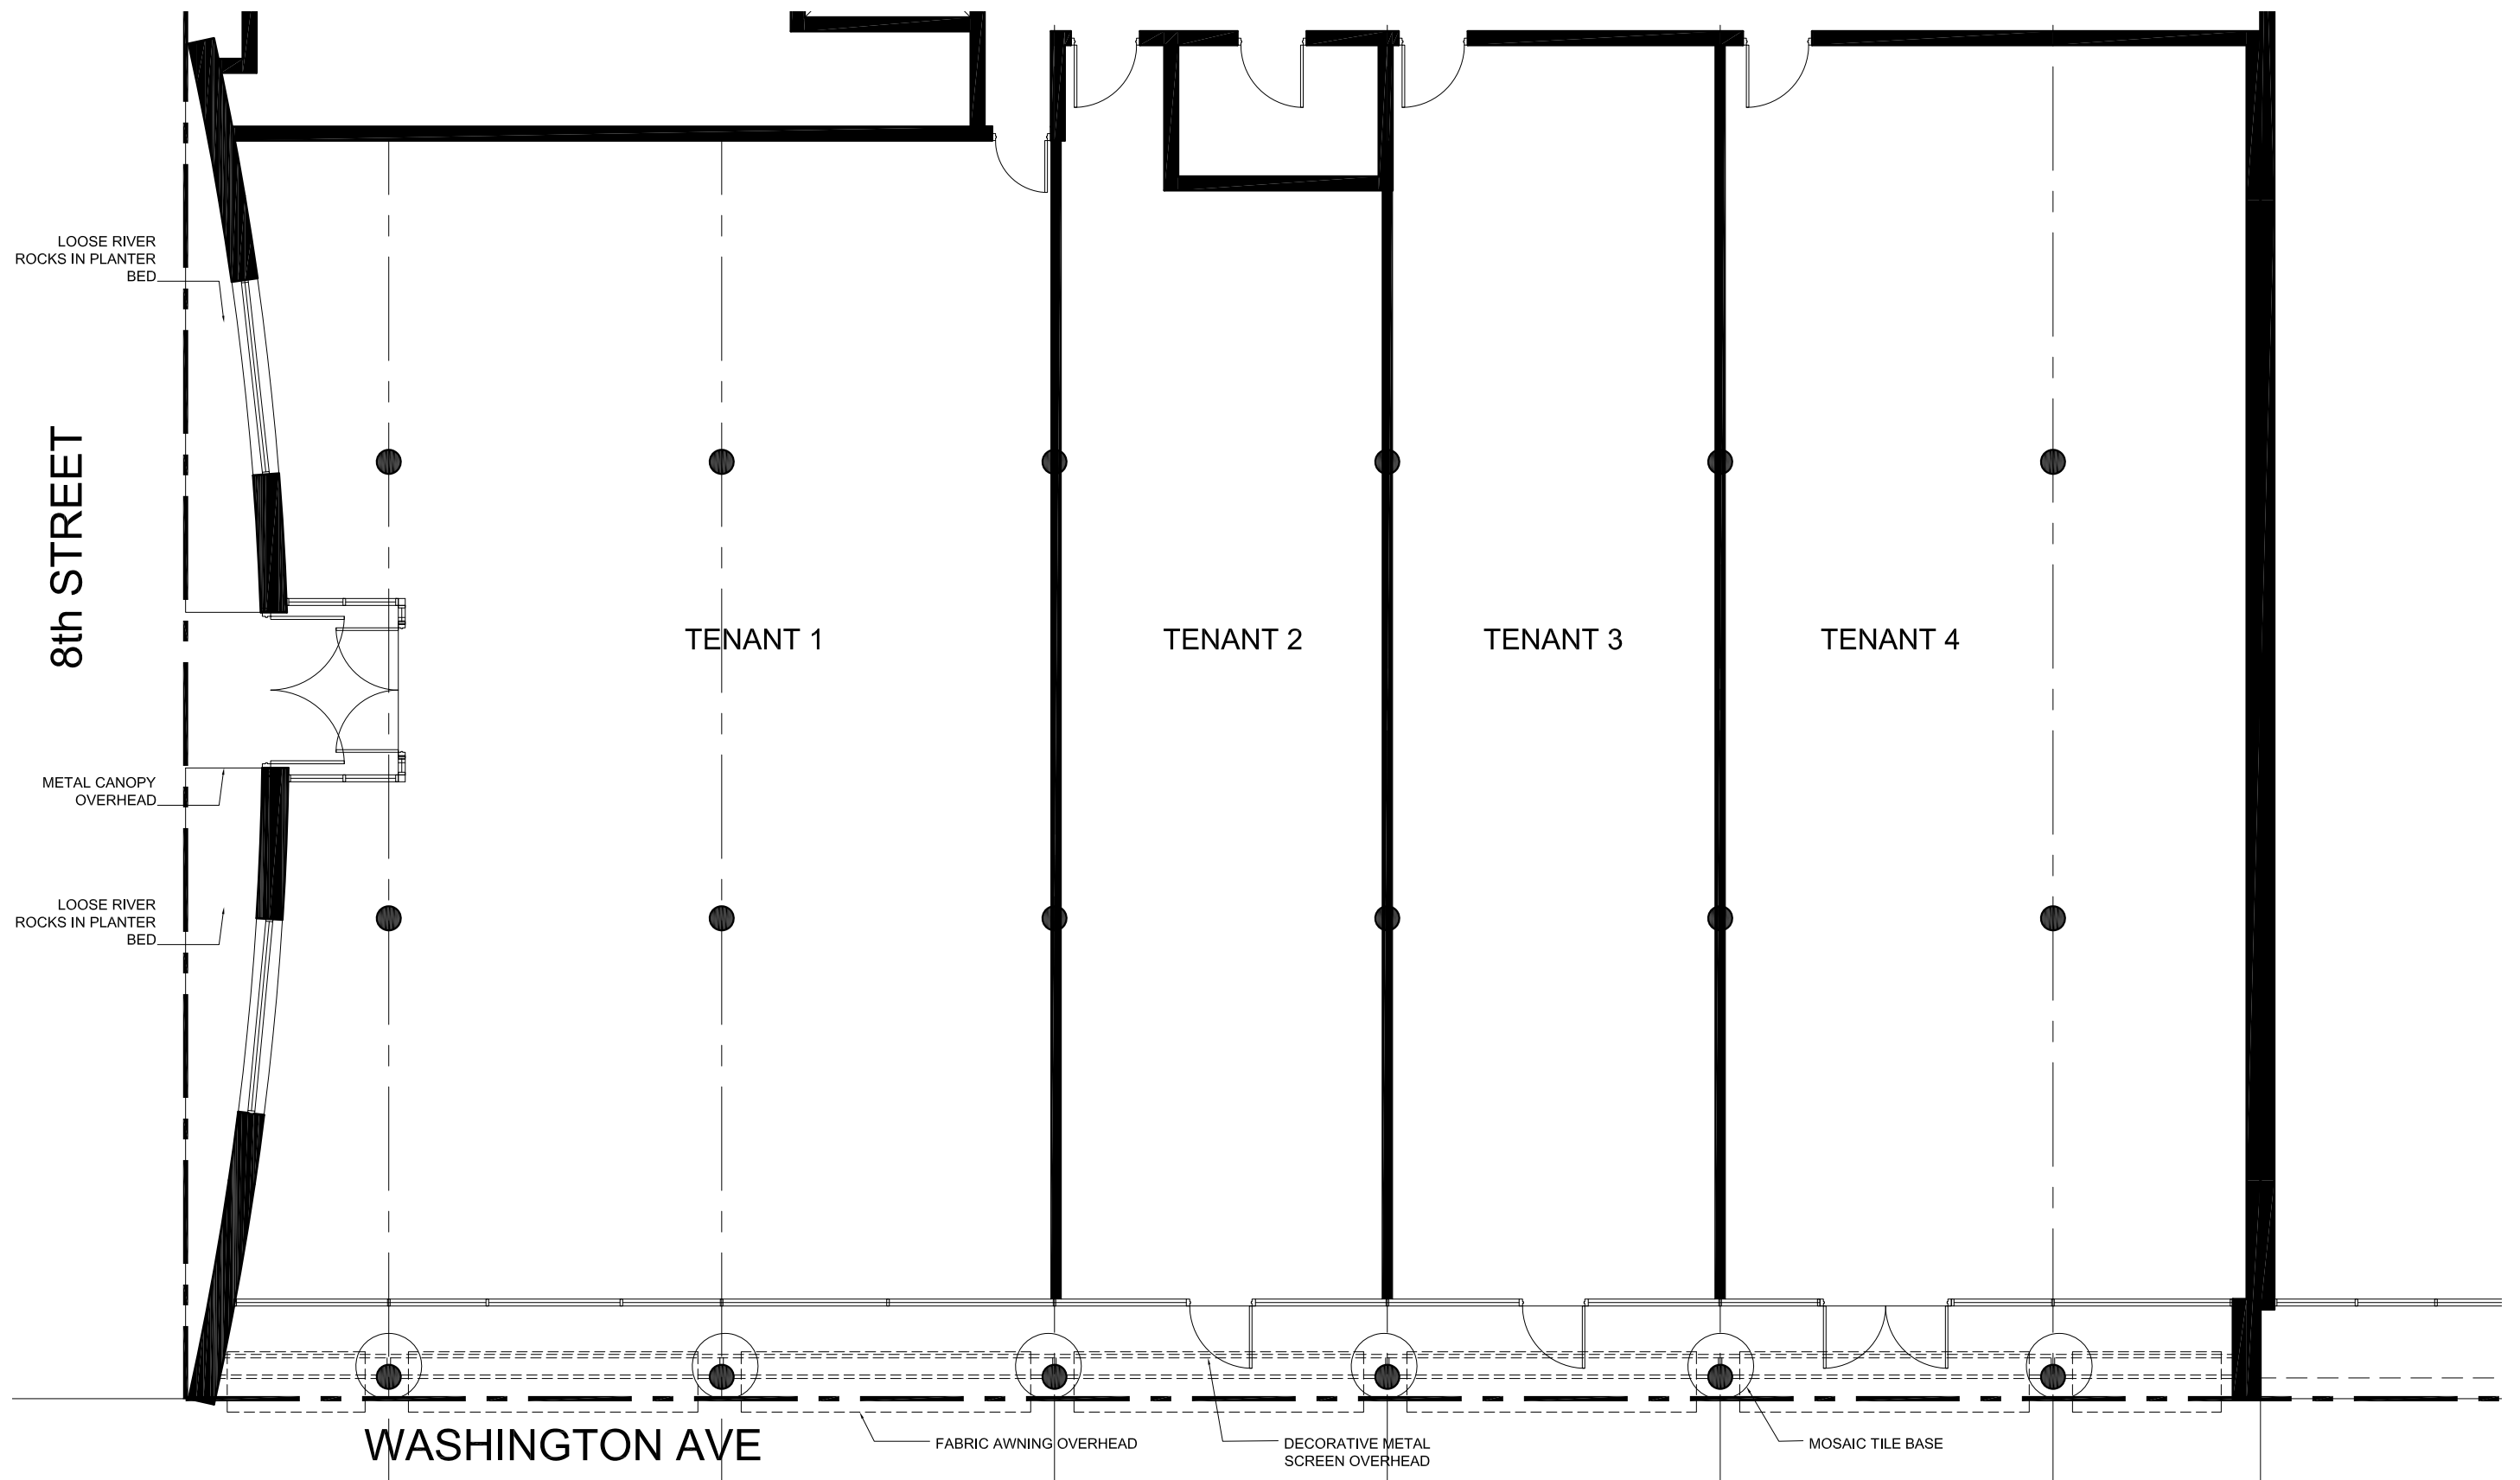 LOOSE RIVER
ROCKS IN PLANTER
BED
8th STREET
TENANT 1
TENANT 2
TENANT 3
TENANT 4
METAL CANOPY
OVERHEAD
LOOSE RIVER
ROCKS IN PLANTER
BED
WASHINGTON AVE
FABRIC AWNING OVERHEAD
DECORATIVE METAL
SCREEN OVERHEAD
MOSAIC TILE BASE